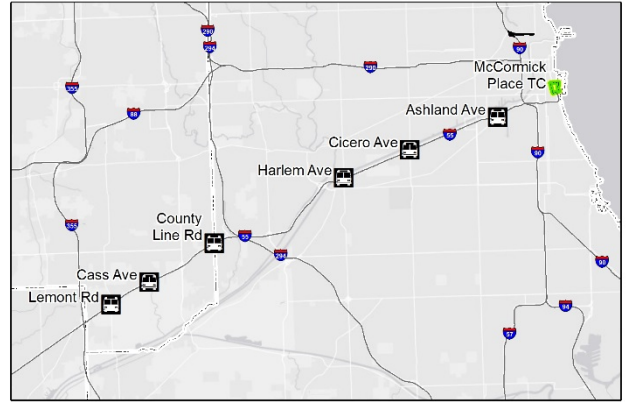 290
294
90
McCormick
Place TC
290
355
Ashland Ave
88
55
Cicero Ave
90
Harlem Ave
County
Line Rd
355
55
294
90
Cass Ave
Lemont Rd
94
57